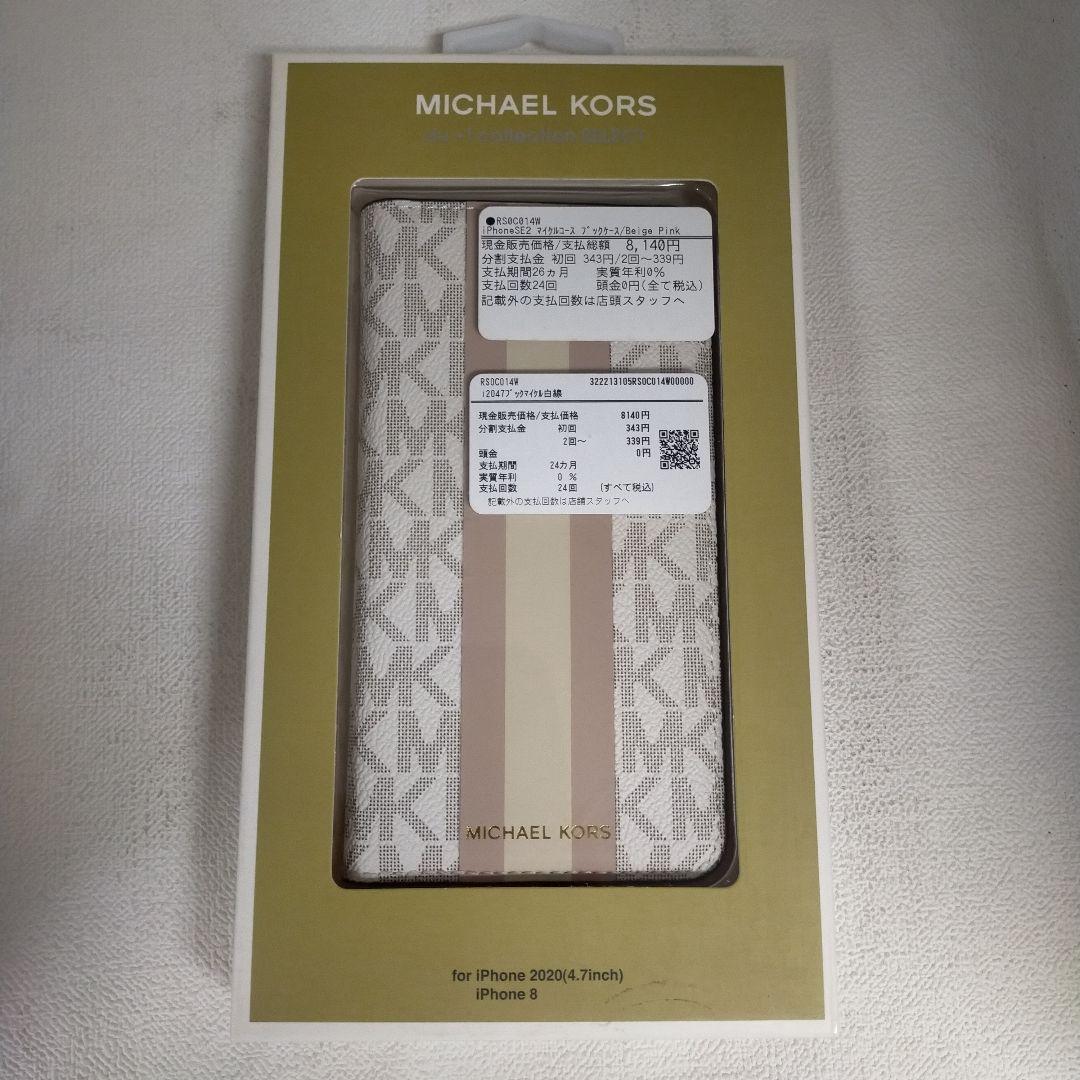 MICHAEL KORS
au +1 collection SELECT
●RS0C014W
iPhoneSE2 マイケルコース ブックケース/Beige Pink
現金販売価格/支払総額 8,140円
分割支払金 初回 343円/2回～339円
支払期間26ヵ月 実質年利0%
支払回数24回 頭金0円(全て税込)
記載外の支払回数は店頭スタッフへ
RS0C014W 322213105RS0C014W00000
i2047ブックマイケル白線
現金販売価格/支払価格 8140円
分割支払金 初回 343円
2回～ 339円
頭金 0円
支払期間 24カ月
実質年利 0 %
支払回数 24回 (すべて税込)
記載外の支払回数は店舗スタッフへ
MICHAEL KORS
for iPhone 2020(4.7inch)
iPhone 8